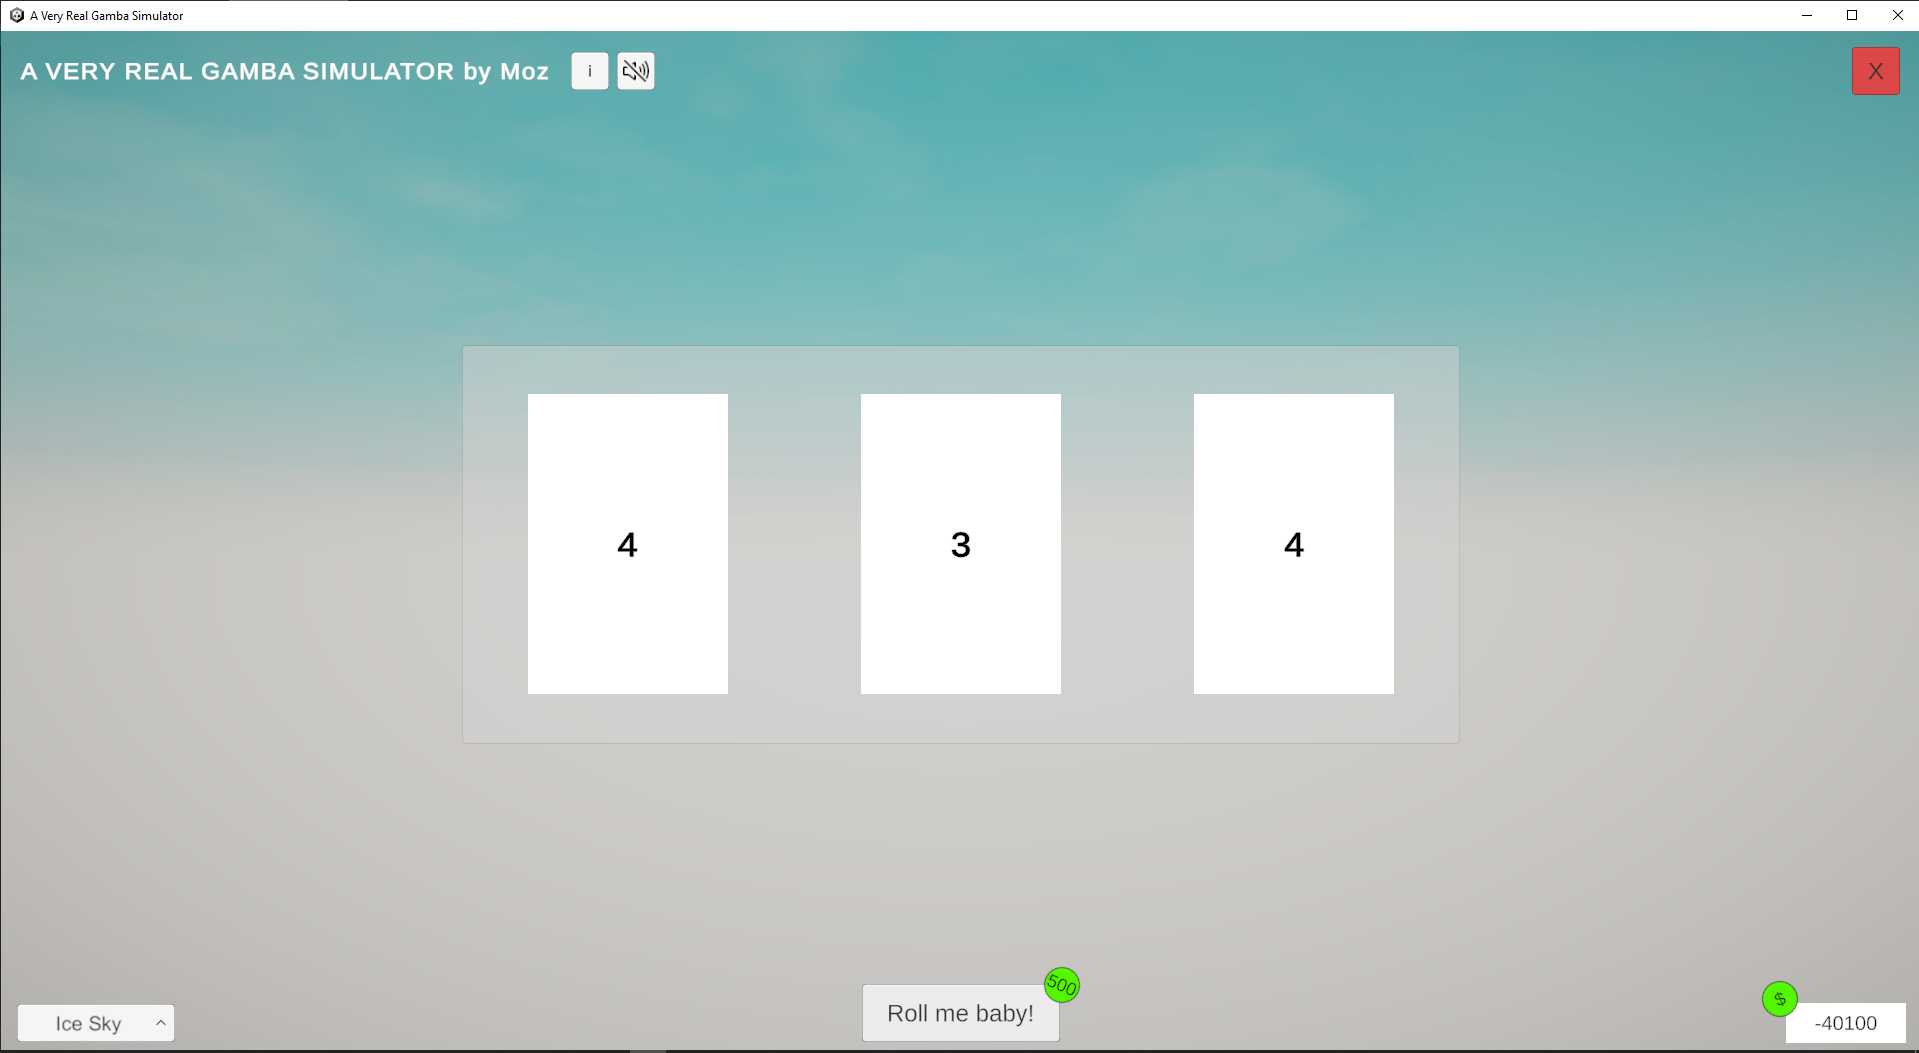 A Very Real Gamba Simulator
A VERY REAL GAMBA SIMULATOR by Moz
i
X
4
3
4
500
Roll me baby!
Ice Sky
$
-40100